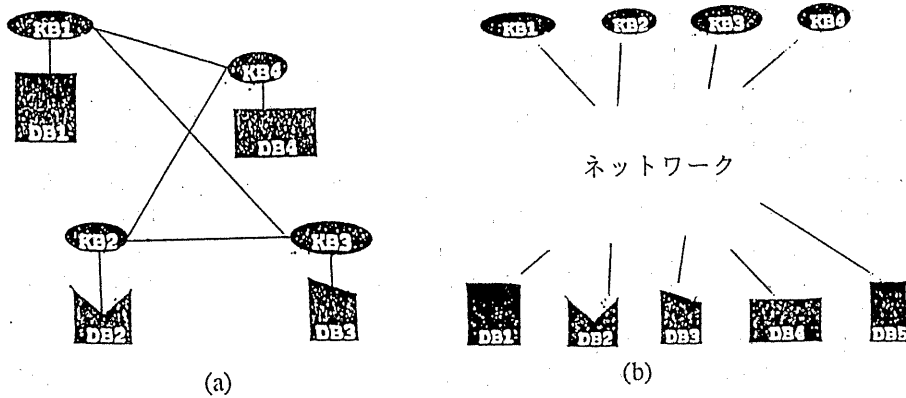 KB1
KB4
DB1
DB4
KB2
KB3
DB2
DB3
(a)
KB1
KB2
KB3
KB4
ネットワーク
DB1
DB2
DB3
DB4
DB5
(b)